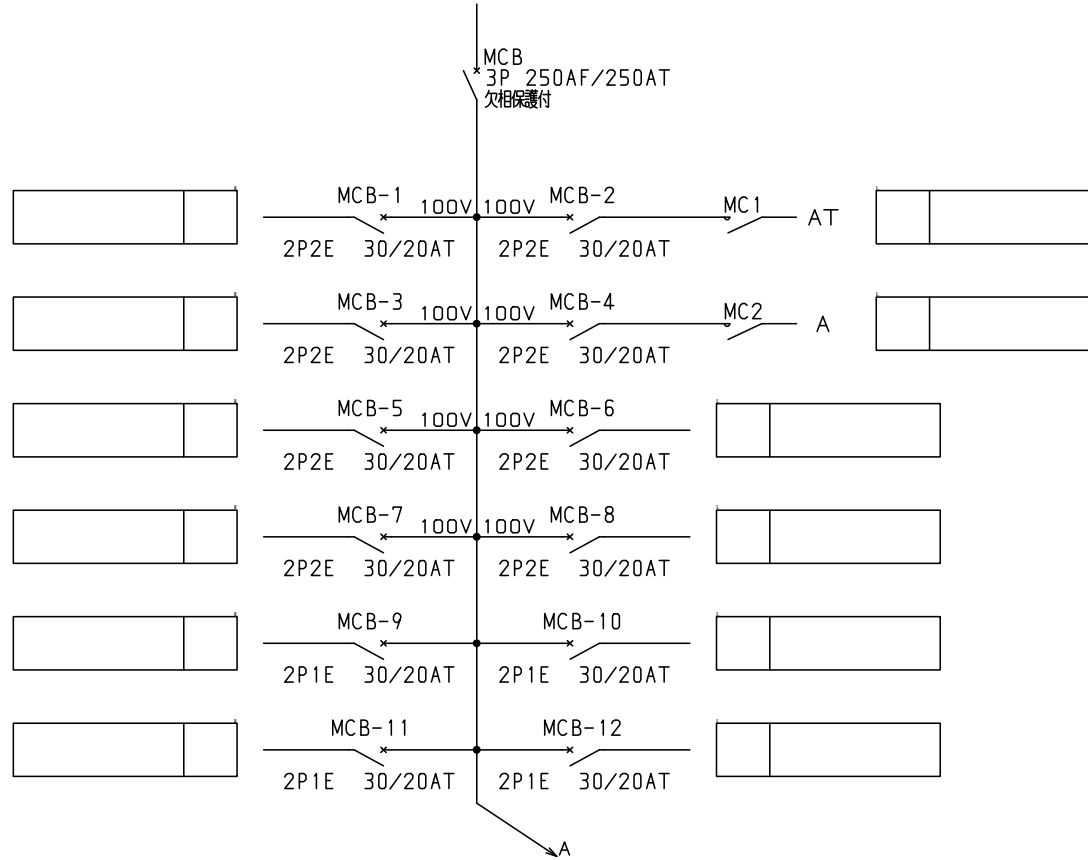 MCB
3P 250AF/250AT
欠相保護付
MCB-1 100V 100V MCB-2 MC1 AT
2P2E 30/20AT 2P2E 30/20AT
MCB-3 100V 100V MCB-4 MC2 A
2P2E 30/20AT 2P2E 30/20AT
MCB-5 100V 100V MCB-6
2P2E 30/20AT 2P2E 30/20AT
MCB-7 100V 100V MCB-8
2P2E 30/20AT 2P2E 30/20AT
MCB-9 MCB-10
2P1E 30/20AT 2P1E 30/20AT
MCB-11 MCB-12
2P1E 30/20AT 2P1E 30/20AT
A